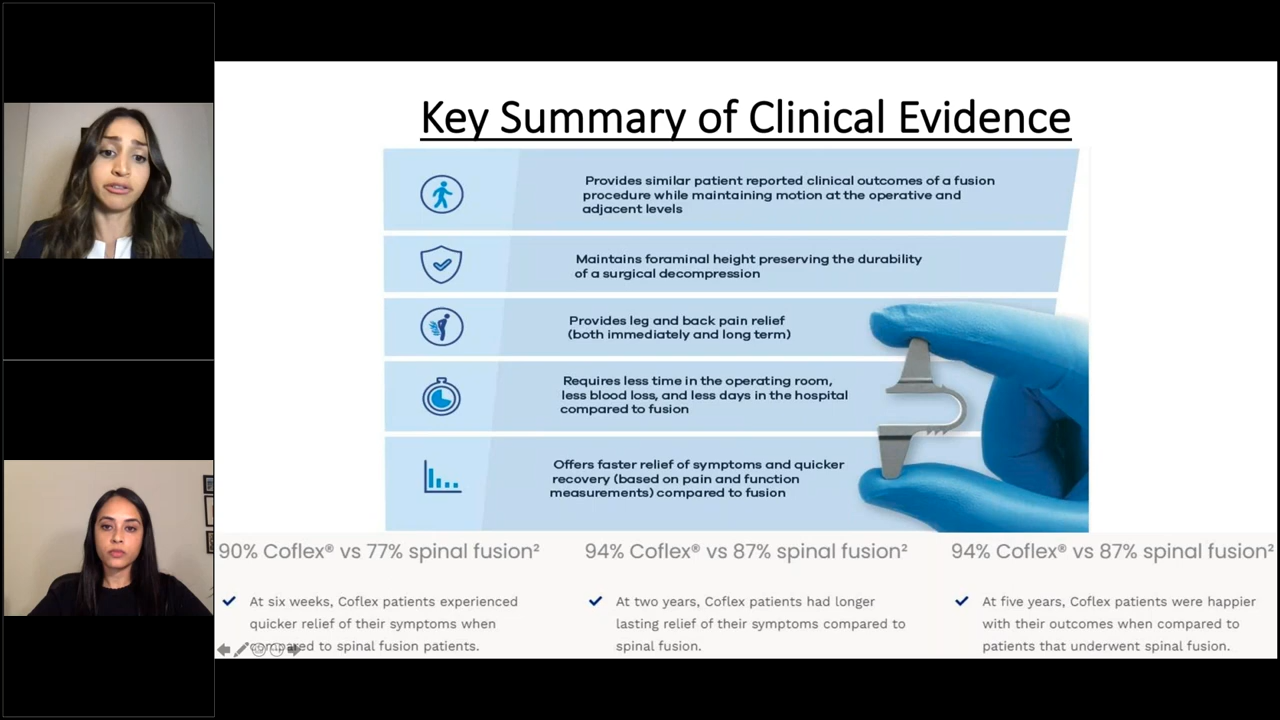 Key Summary of Clinical Evidence
Provides similar patient reported clinical outcomes of a fusion
procedure while maintaining motion at the operative and
adjacent levels
Maintains foraminal height preserving the durability
of a surgical decompression
Provides leg and back pain relief
(both immediately and long term)
Requires less time in the operating room,
less blood loss, and less days in the hospital
compared to fusion
Offers faster relief of symptoms and quicker
recovery (based on pain and function
measurements) compared to fusion
90% Coflex® vs 77% spinal fusion²
At six weeks, Coflex patients experienced
quicker relief of their symptoms when
compared to spinal fusion patients.
94% Coflex® vs 87% spinal fusion²
At two years, Coflex patients had longer
lasting relief of their symptoms compared to
spinal fusion.
94% Coflex® vs 87% spinal fusion²
At five years, Coflex patients were happier
with their outcomes when compared to
patients that underwent spinal fusion.